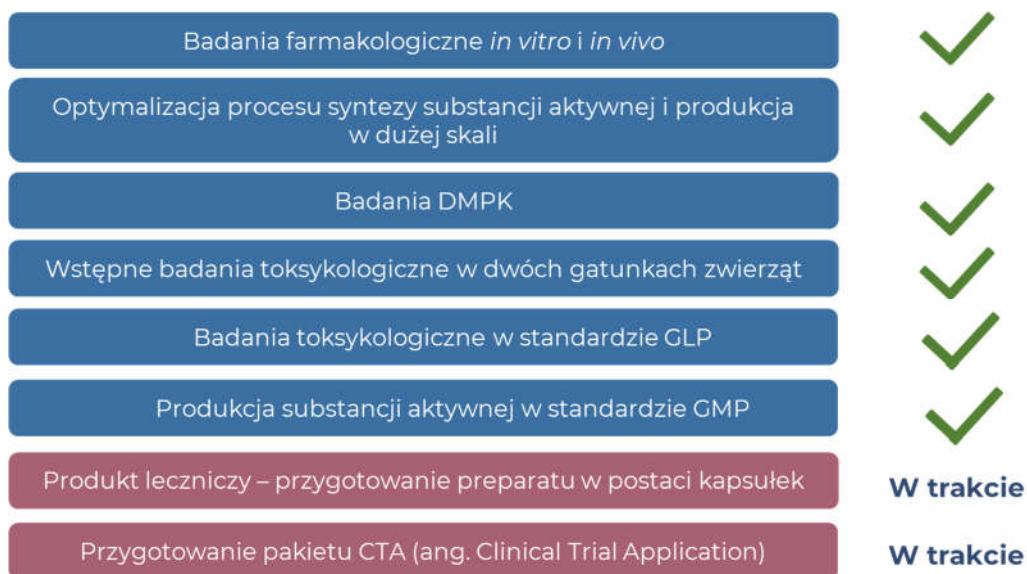 Badania farmakologiczne in vitro i in vivo
Optymalizacja procesu syntezy substancji aktywnej i produkcja
w dużej skali
Badania DMPK
Wstępne badania toksykologiczne w dwóch gatunkach zwierząt
Badania toksykologiczne w standardzie GLP
Produkcja substancji aktywnej w standardzie GMP
Produkt leczniczy – przygotowanie preparatu w postaci kapsułek
W trakcie
Przygotowanie pakietu CTA (ang. Clinical Trial Application)
W trakcie